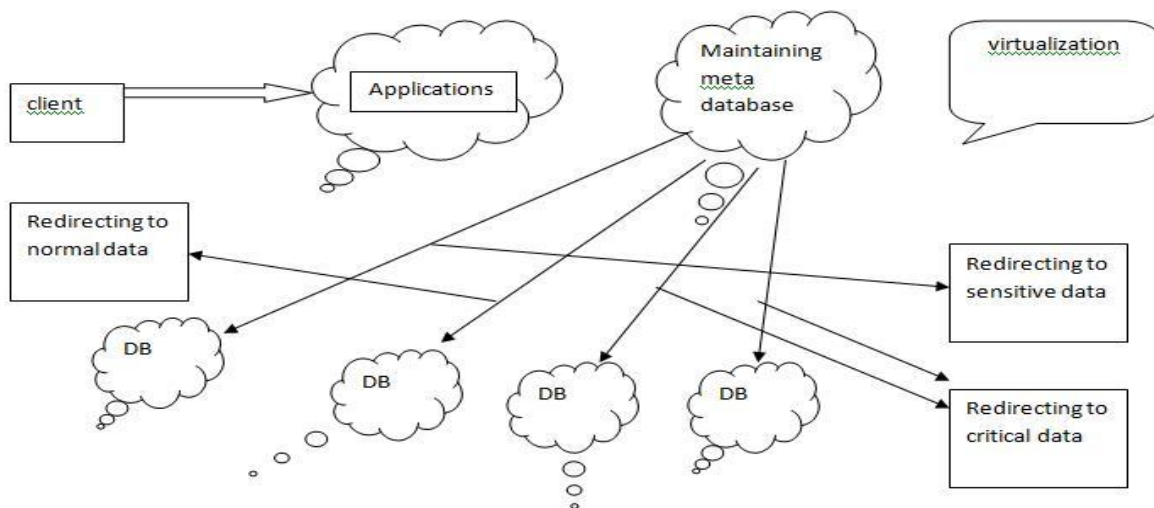 client
Applications
Maintaining
meta
database
virtualization
Redirecting to
normal data
Redirecting to
sensitive data
DB
DB
DB
DB
Redirecting to
critical data